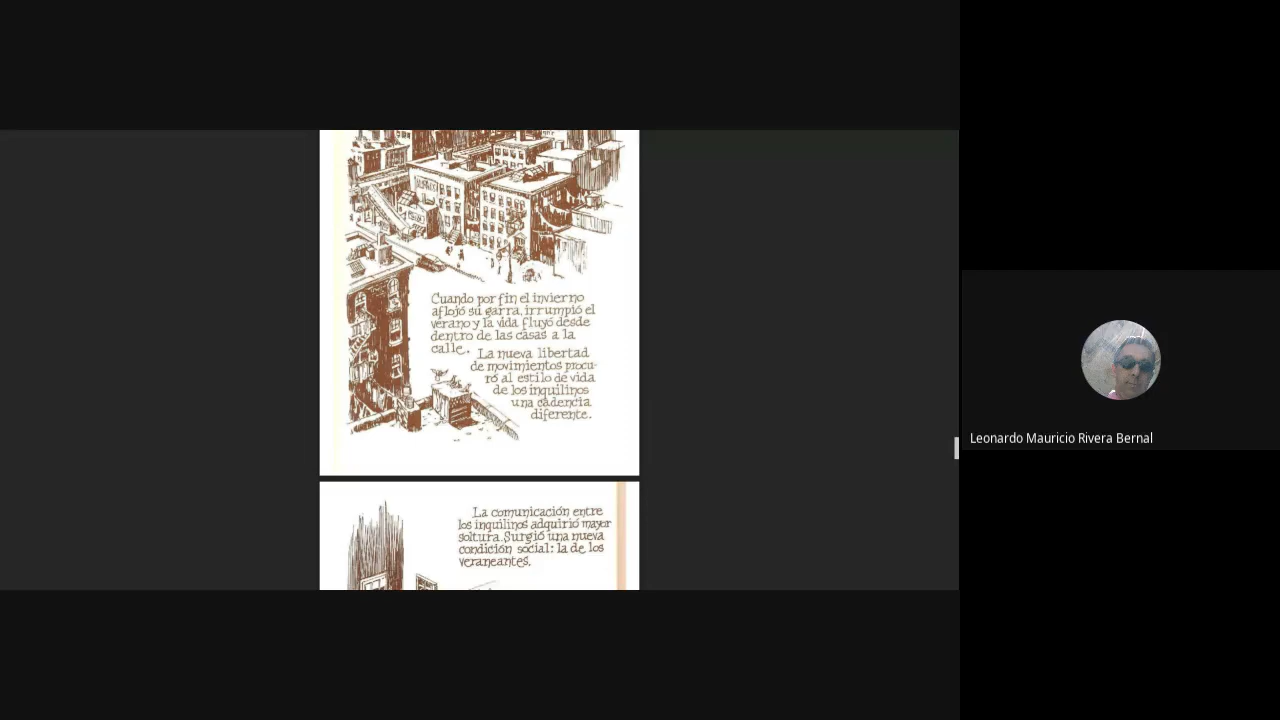 Cuando por fin el invierno
aflojó su garra, irrumpió el
verano y la vida fluyó desde
dentro de las casas a la
calle.
La nueva libertad
de movimientos procu-
ró al estilo de vida
de los inquilinos
una cadencia
diferente.
La comunicación entre
los inquilinos adquirió mayor
soltura. Surgió una nueva
condición social: la de los
veraneantes.
Leonardo Mauricio Rivera Bernal